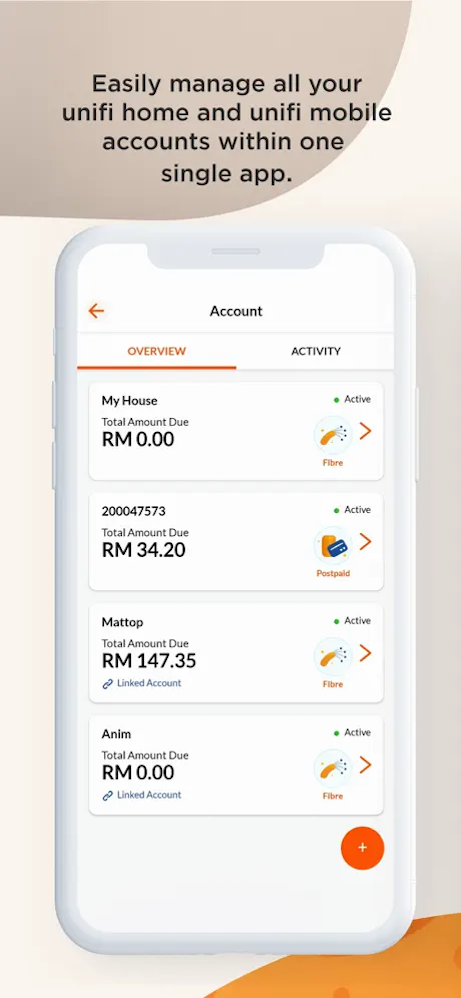 Easily manage all your
unifi home and unifi mobile
accounts within one
single app.
Account
OVERVIEW
ACTIVITY
My House
Active
Total Amount Due
RM 0.00
Fibre
200047573
Active
Total Amount Due
RM 34.20
Postpaid
Mattop
Active
Total Amount Due
RM 147.35
Linked Account
Fibre
Anim
Active
Total Amount Due
RM 0.00
Linked Account
Fibre
+